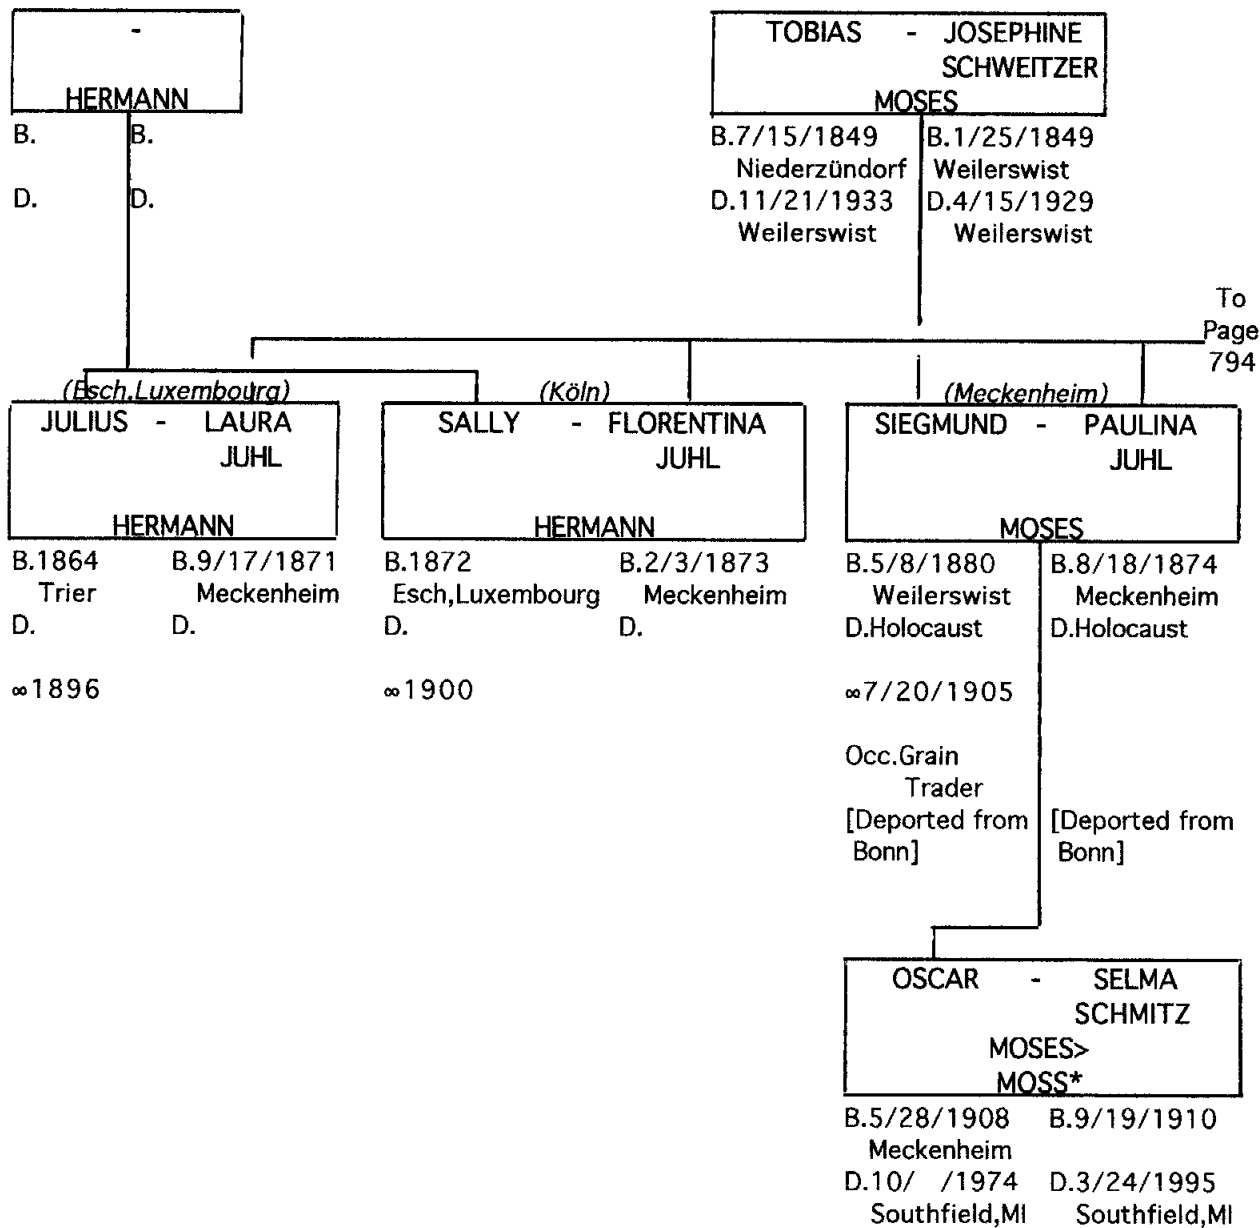 -
HERMANN
B. B.
D. D.
TOBIAS - JOSEPHINE
SCHWEITZER
MOSES
B.7/15/1849 B.1/25/1849
Niederzündorf Weilerswist
D.11/21/1933 D.4/15/1929
Weilerswist Weilerswist
To
Page
794
(Esch,Luxembourg)
JULIUS - LAURA
JUHL
HERMANN
B.1864 B.9/17/1871
Trier Meckenheim
D. D.
∞1896
(Köln)
SALLY - FLORENTINA
JUHL
HERMANN
B.1872 B.2/3/1873
Esch,Luxembourg Meckenheim
D. D.
∞1900
(Meckenheim)
SIEGMUND - PAULINA
JUHL
MOSES
B.5/8/1880 B.8/18/1874
Weilerswist Meckenheim
D.Holocaust D.Holocaust
∞7/20/1905
Occ.Grain
Trader
[Deported from [Deported from
Bonn] Bonn]
OSCAR - SELMA
SCHMITZ
MOSES>
MOSS*
B.5/28/1908 B.9/19/1910
Meckenheim
D.10/ /1974 D.3/24/1995
Southfield,MI Southfield,MI